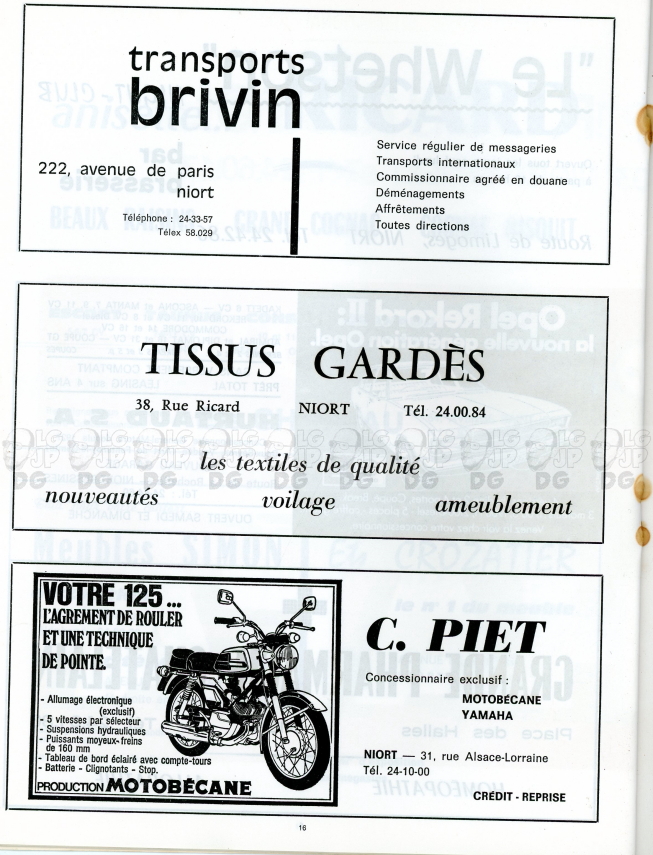 transports
brivin
222, avenue de paris
niort
Téléphone : 24-33-57
Télex 58.029
Service régulier de messageries
Transports internationaux
Commissionaire agréé en douane
Déménagements
Affrêtements
Toutes directions
TISSUS GARDÈS
38, Rue Ricard NIORT Tél. 24.00.84
les textiles de qualité
nouveautés voilage ameublement
VOTRE 125...
L'AGREMENT DE ROULER
ET UNE TECHNIQUE
DE POINTE.
- Allumage électronique
(exclusif)
- 5 vitesses par sélecteur
- Suspensions hydrauliques
- Puissants moyeux-freins
de 160 mm
- Tableau de bord éclairé avec compte-tours
- Batterie - Clignotants - Stop.
PRODUCTION MOTOBÉCANE
C. PIET
Concessionnaire exclusif :
MOTOBÉCANE
YAMAHA
NIORT — 31, rue Alsace-Lorraine
Tél. 24-10-00
CRÉDIT - REPRISE
16